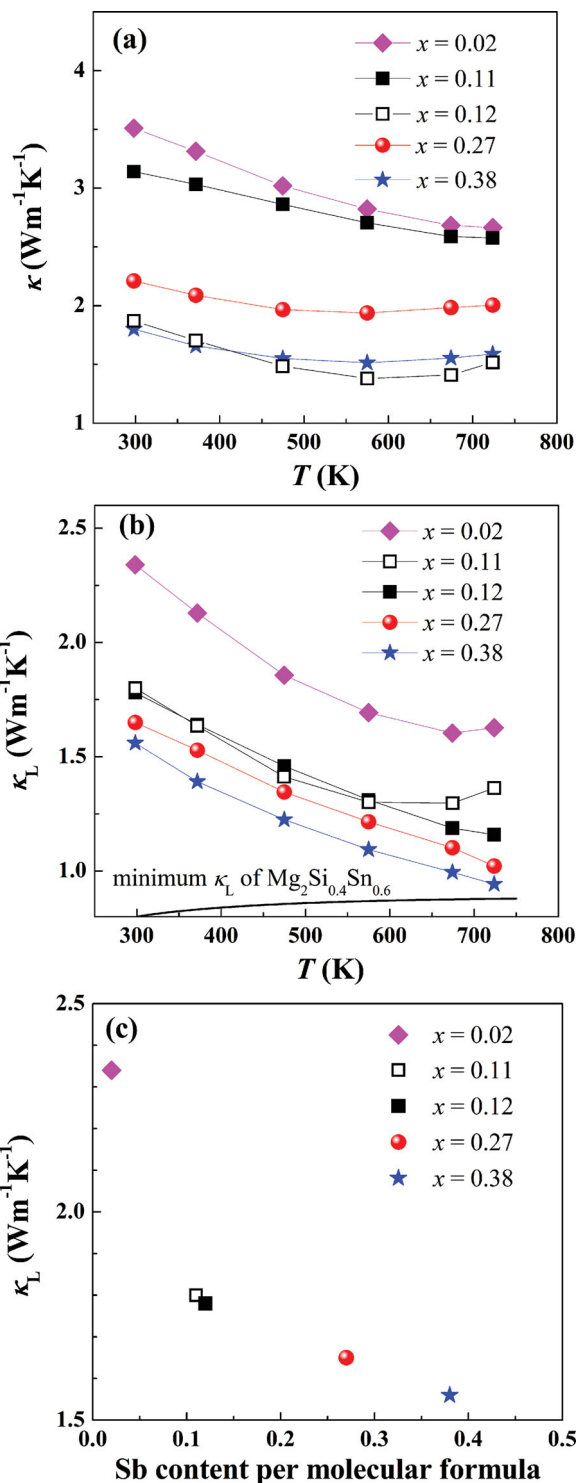 (a)
x = 0.02
x = 0.11
x = 0.12
x = 0.27
x = 0.38
4
3
2
1
κ (Wm⁻¹K⁻¹)
300 400 500 600 700 800
T (K)
(b)
x = 0.02
x = 0.11
x = 0.12
x = 0.27
x = 0.38
2.5
2.0
1.5
1.0
κL (Wm⁻¹K⁻¹)
minimum κL of Mg₂Si₀.₄Sn₀.₆
300 400 500 600 700 800
T (K)
(c)
x = 0.02
x = 0.11
x = 0.12
x = 0.27
x = 0.38
2.5
2.0
1.5
κL (Wm⁻¹K⁻¹)
0.0 0.1 0.2 0.3 0.4 0.5
Sb content per molecular formula